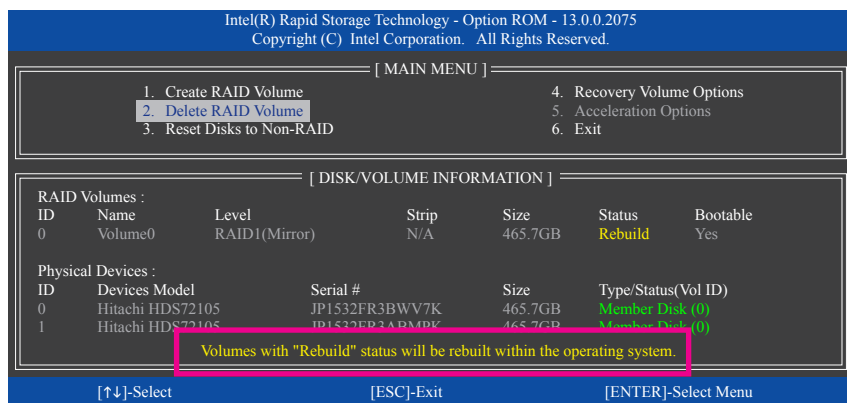 Intel(R) Rapid Storage Technology - Option ROM - 13.0.0.2075
Copyright (C) Intel Corporation. All Rights Reserved.
[ MAIN MENU ]
1. Create RAID Volume 4. Recovery Volume Options
2. Delete RAID Volume 5. Acceleration Options
3. Reset Disks to Non-RAID 6. Exit
[ DISK/VOLUME INFORMATION ]
RAID Volumes :
ID Name Level Strip Size Status Bootable
0 Volume0 RAID1(Mirror) N/A 465.7GB Rebuild Yes
Physical Devices :
ID Devices Model Serial # Size Type/Status(Vol ID)
0 Hitachi HDS72105 JP1532FR3BWV7K 465.7GB Member Disk (0)
1 Hitachi HDS72105 JP1532FR3ABMPK 465.7GB Member Disk (0)
Volumes with "Rebuild" status will be rebuilt within the operating system.
[↑↓]-Select [ESC]-Exit [ENTER]-Select Menu